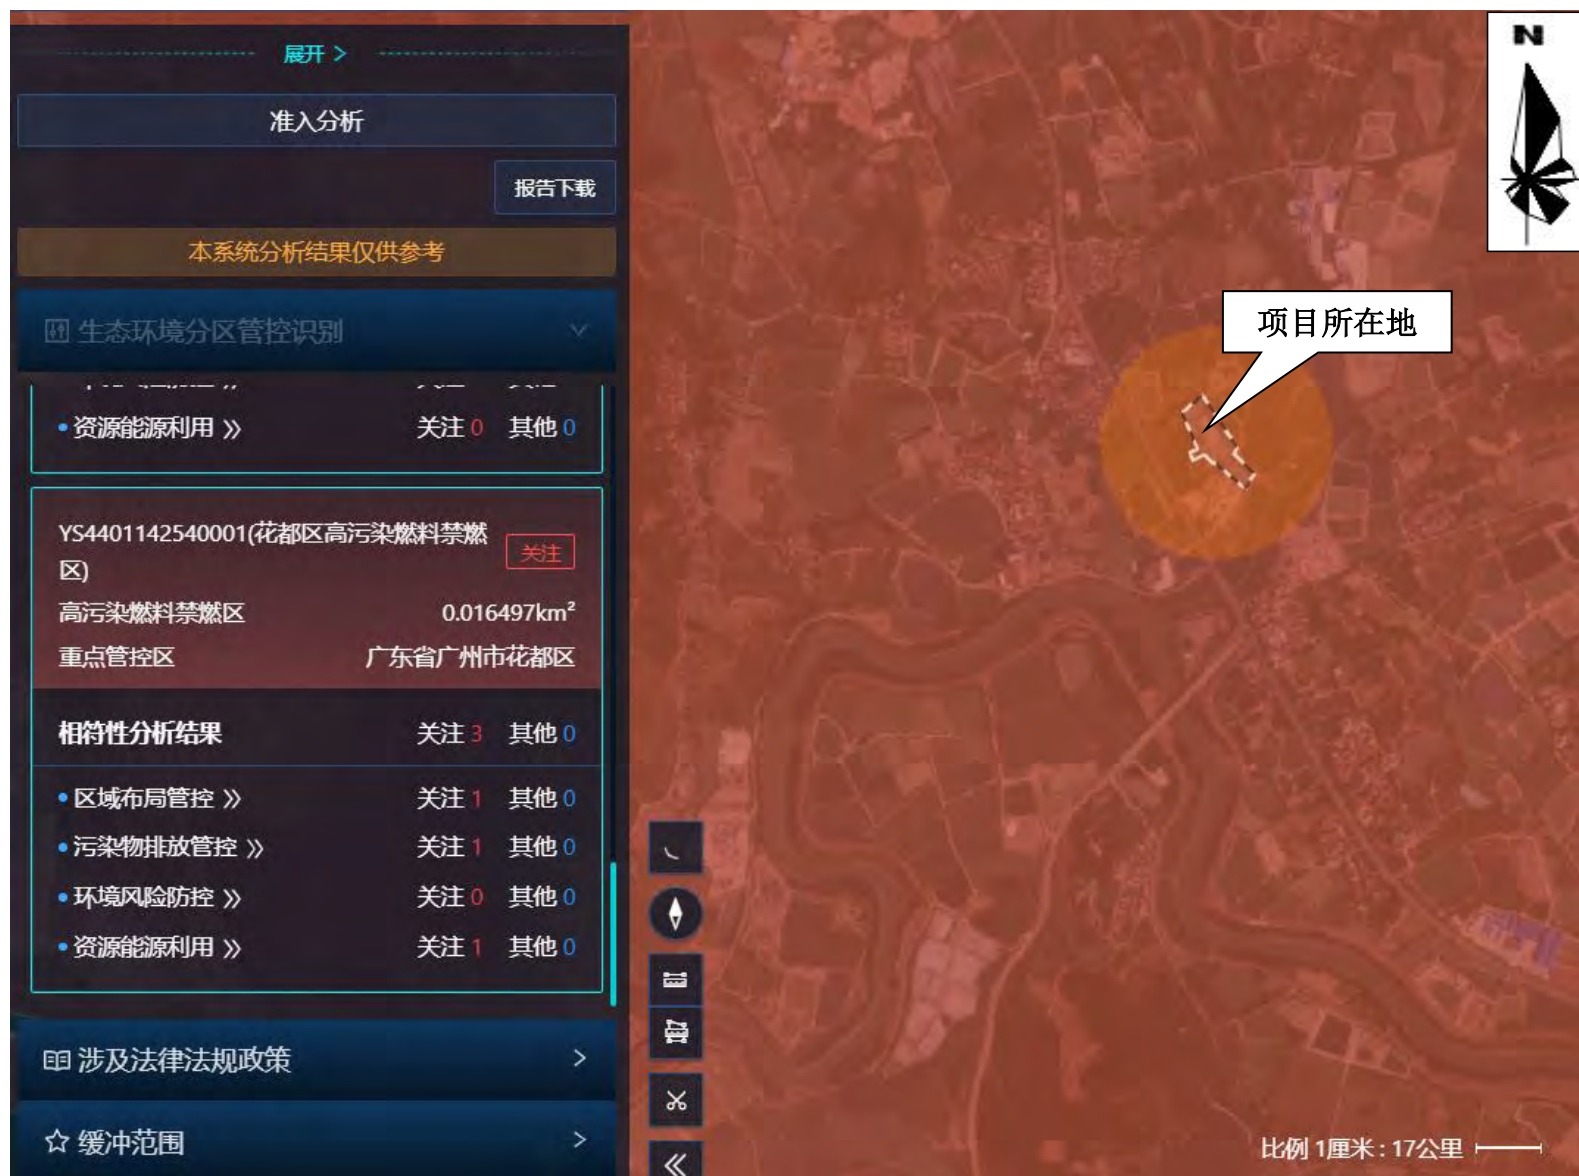 展开 >
准入分析
报告下载
本系统分析结果仅供参考
生态环境分区管控识别
资源能源利用 》 关注 0 其他 0
YS4401142540001(花都区高污染燃料禁燃
区)
关注
高污染燃料禁燃区 0.016497km²
重点管控区 广东省广州市花都区
相符性分析结果 关注 3 其他 0
区域布局管控 》 关注 1 其他 0
污染物排放管控 》 关注 1 其他 0
环境风险防控 》 关注 0 其他 0
资源能源利用 》 关注 1 其他 0
涉及法律法规政策 >
缓冲范围 >
N
项目所在地
比例 1厘米 : 17公里